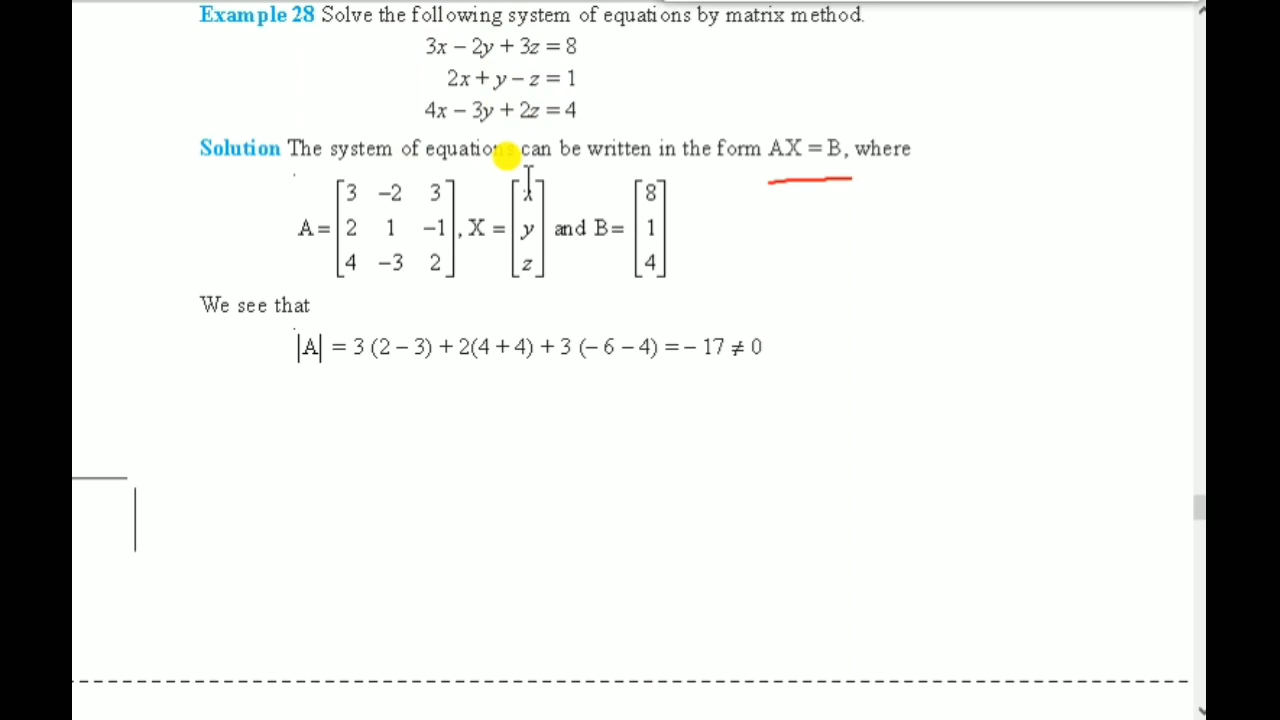 Example 28 Solve the following system of equations by matrix method.
3x – 2y + 3z = 8
2x + y – z = 1
4x – 3y + 2z = 4
Solution The system of equations can be written in the form AX = B, where
A = [3 –2 3; 2 1 –1; 4 –3 2], X = [x; y; z] and B = [8; 1; 4]
We see that
|A| = 3 (2 – 3) + 2(4 + 4) + 3 (– 6 – 4) = – 17 ≠ 0